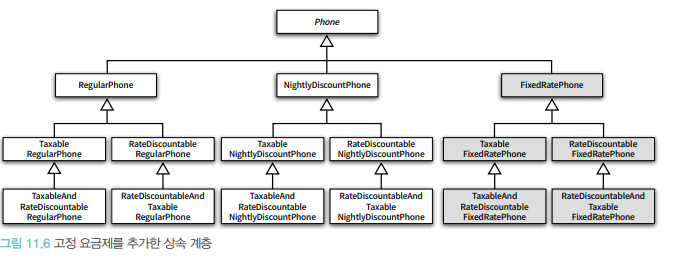 Phone
RegularPhone
NightlyDiscountPhone
FixedRatePhone
Taxable
RegularPhone
RateDiscountable
RegularPhone
Taxable
NightlyDiscountPhone
RateDiscountable
NightlyDiscountPhone
Taxable
FixedRatePhone
RateDiscountable
FixedRatePhone
TaxableAnd
RateDiscountable
RegularPhone
RateDiscountableAnd
Taxable
RegularPhone
TaxableAnd
RateDiscountable
NightlyDiscountPhone
RateDiscountableAnd
Taxable
NightlyDiscountPhone
TaxableAnd
RateDiscountable
FixedRatePhone
RateDiscountableAnd
Taxable
FixedRatePhone
그림 11.6 고정 요금제를 추가한 상속 계층